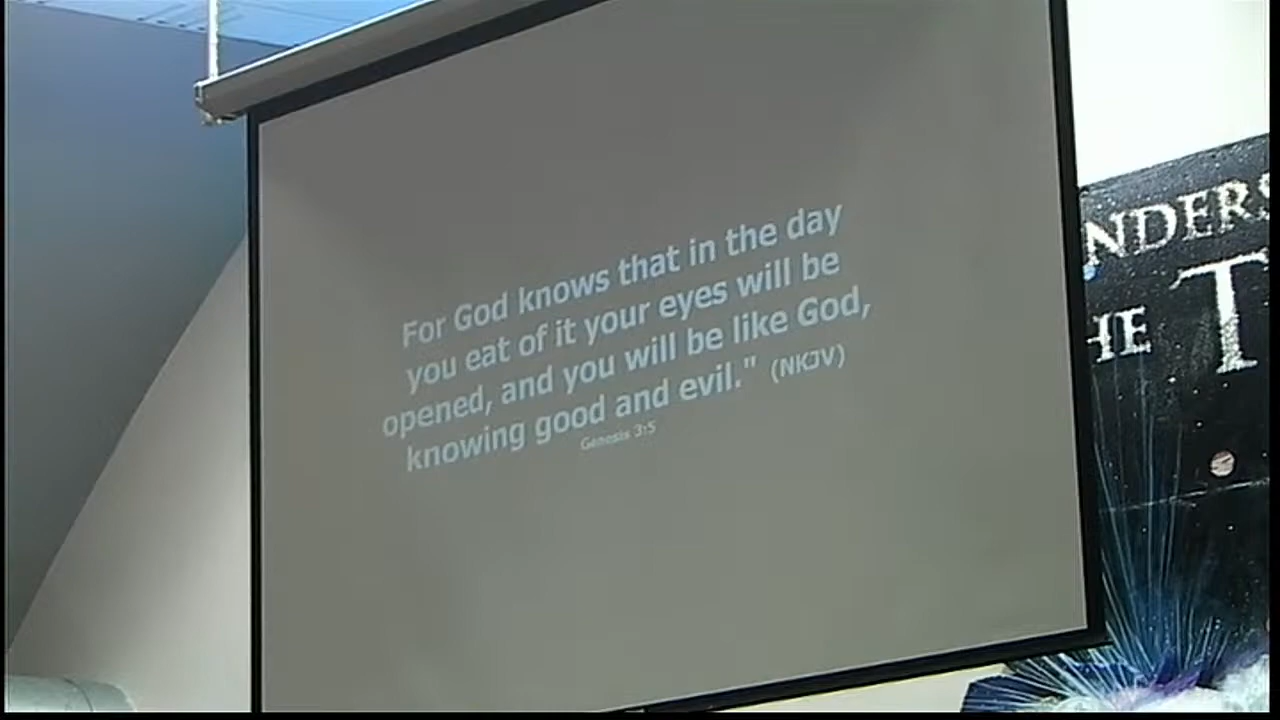 For God knows that in the day
you eat of it your eyes will be
opened, and you will be like God,
knowing good and evil." (NKJV)
Genesis 3:5
NDERS
HE T